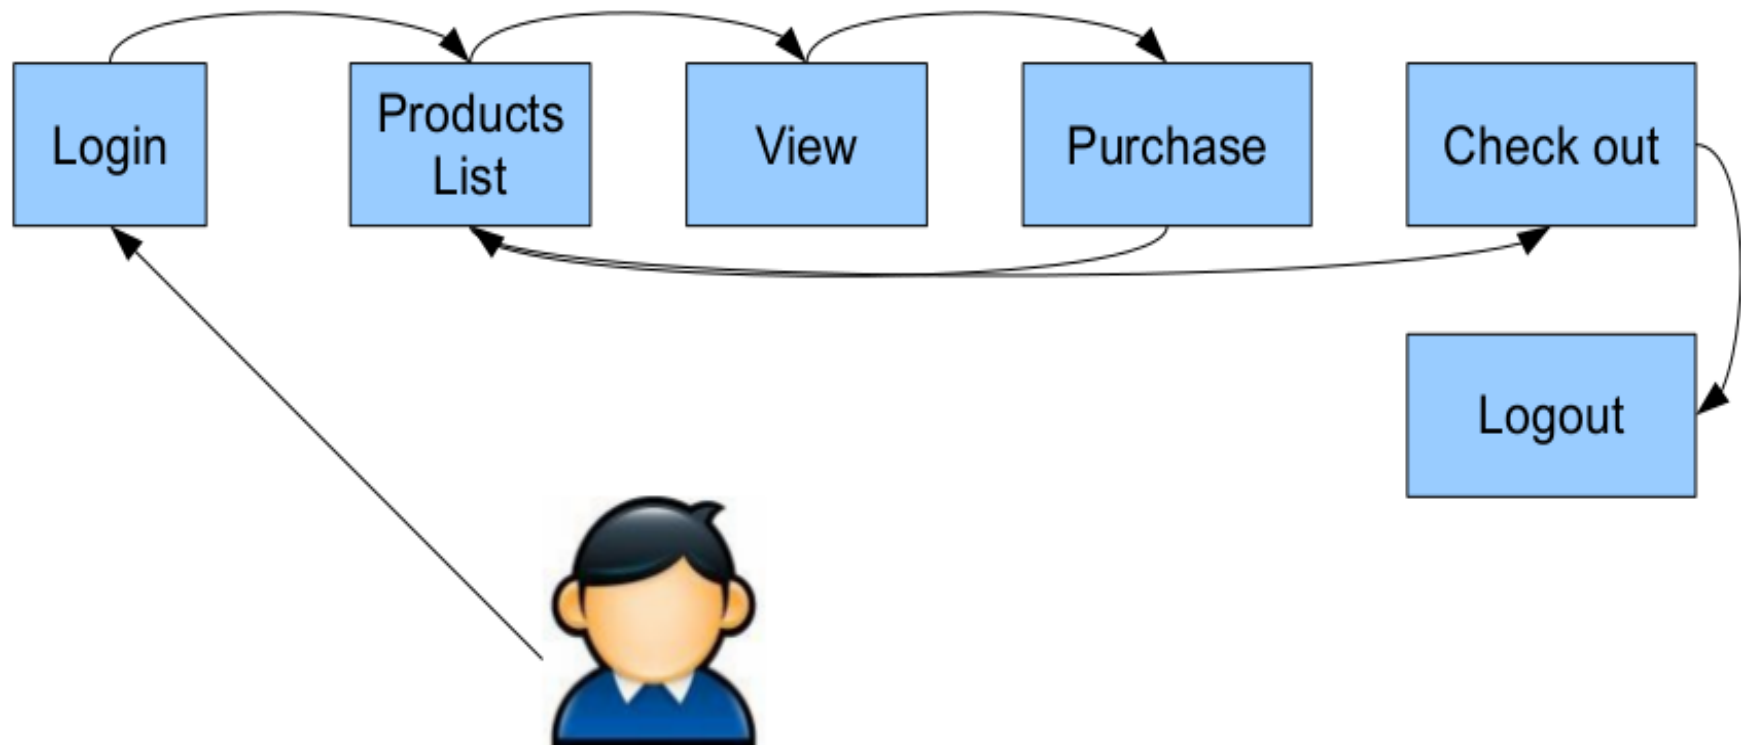 Login
Products
List
View
Purchase
Check out
Logout